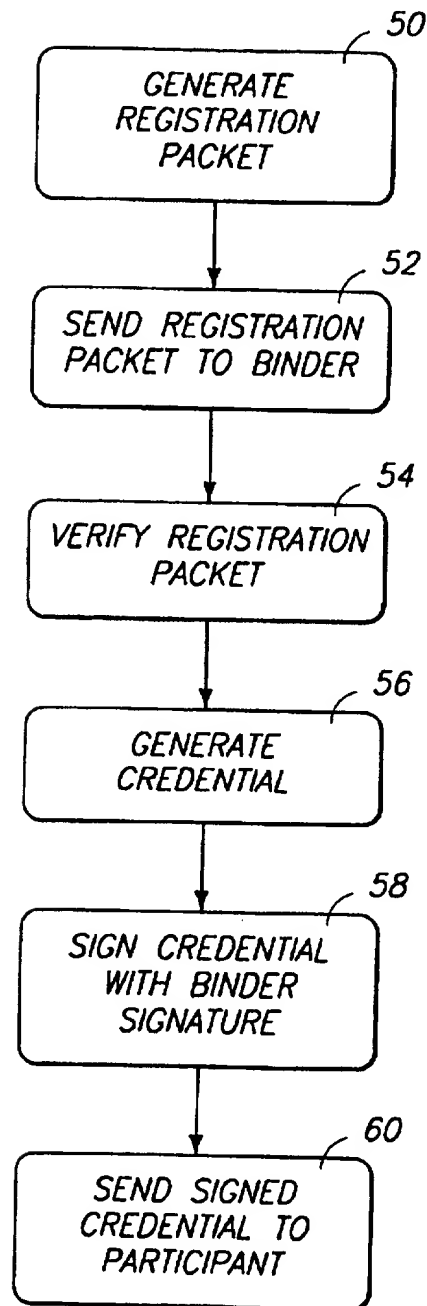 50
GENERATE
REGISTRATION
PACKET
52
SEND REGISTRATION
PACKET TO BINDER
54
VERIFY REGISTRATION
PACKET
56
GENERATE
CREDENTIAL
58
SIGN CREDENTIAL
WITH BINDER
SIGNATURE
60
SEND SIGNED
CREDENTIAL TO
PARTICIPANT